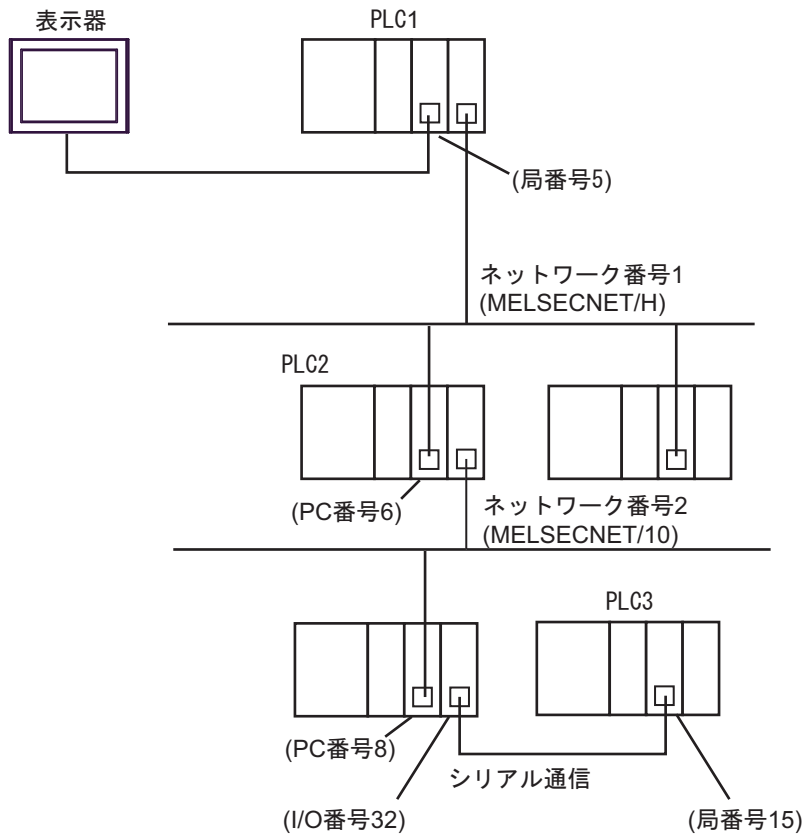 表示器
PLC1
(局番号5)
ネットワーク番号1
(MELSECNET/H)
PLC2
(PC番号6)
ネットワーク番号2
(MELSECNET/10)
PLC3
(PC番号8)
シリアル通信
(I/O番号32)
(局番号15)